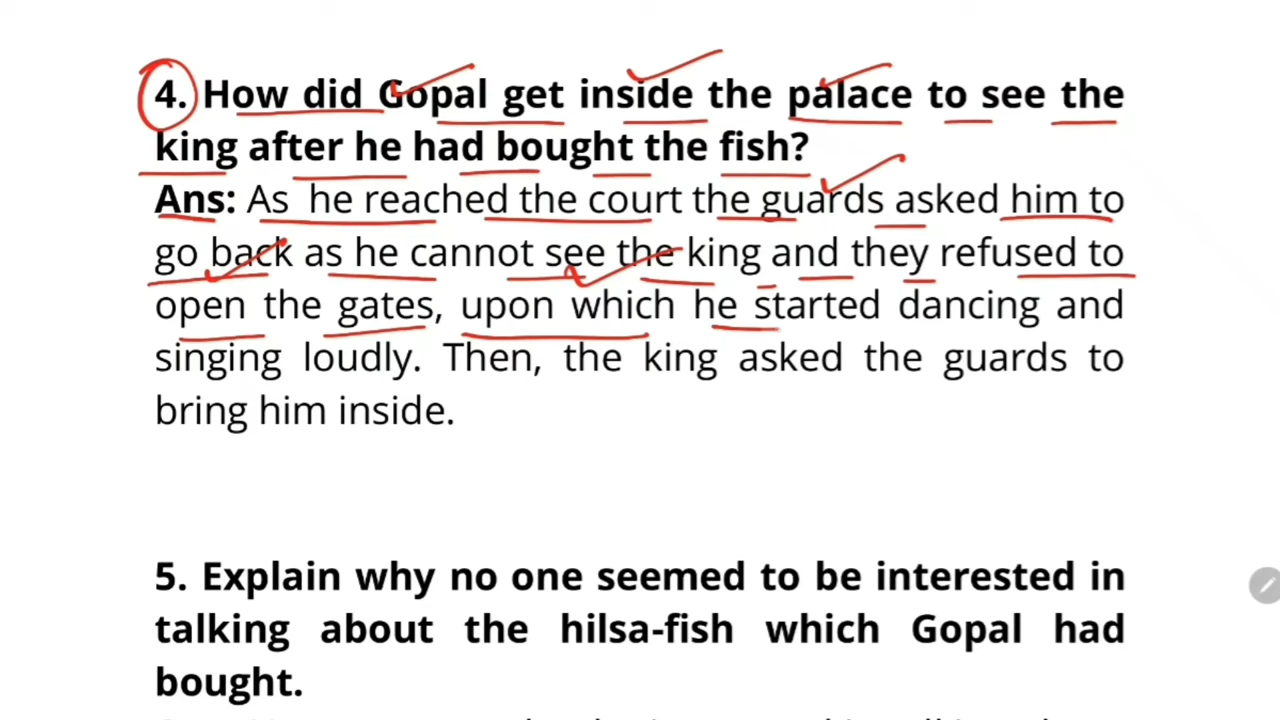 4. How did Gopal get inside the palace to see the
king after he had bought the fish?
Ans: As he reached the court the guards asked him to
go back as he cannot see the king and they refused to
open the gates, upon which he started dancing and
singing loudly. Then, the king asked the guards to
bring him inside.
5. Explain why no one seemed to be interested in
talking about the hilsa-fish which Gopal had
bought.